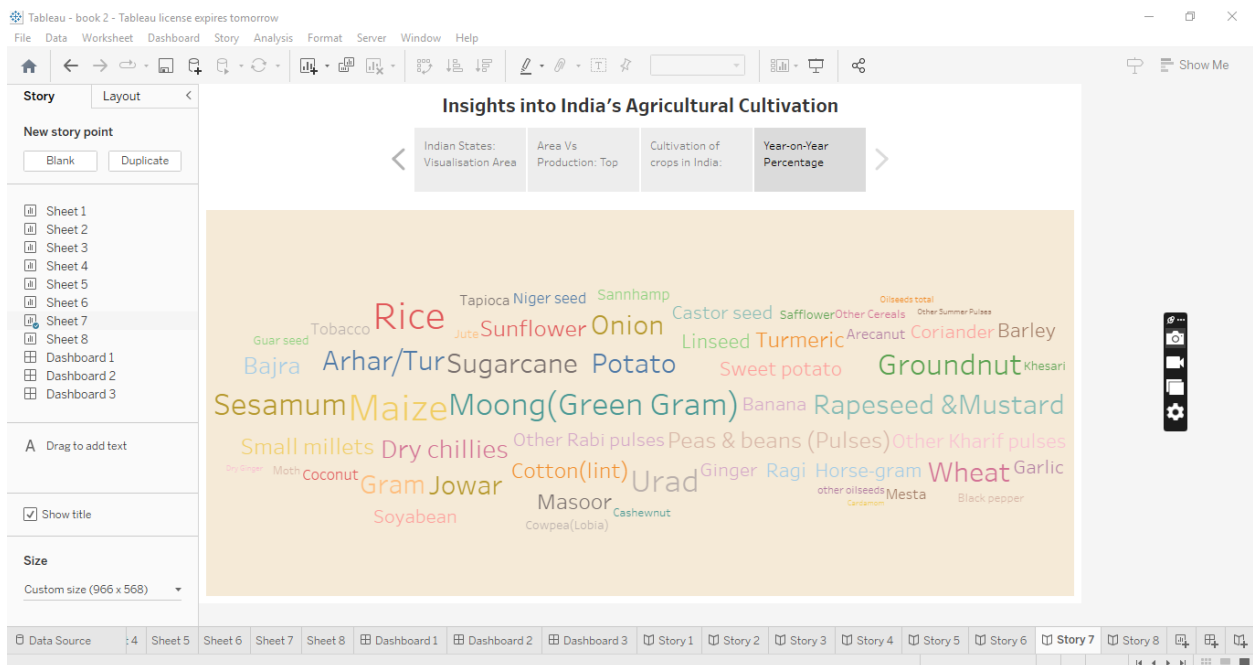 Tableau - book 2 - Tableau license expires tomorrow
File Data Worksheet Dashboard Story Analysis Format Server Window Help
Show Me
Story Layout
New story point
Blank Duplicate
Sheet 1
Sheet 2
Sheet 3
Sheet 4
Sheet 5
Sheet 6
Sheet 7
Sheet 8
Dashboard 1
Dashboard 2
Dashboard 3
A Drag to add text
Show title
Size
Custom size (966 x 568)
Insights into India's Agricultural Cultivation
Indian States:
Visualisation Area
Area Vs
Production: Top
Cultivation of
crops in India:
Year-on-Year
Percentage
Tapioca Niger seed Sannhamp Oilseeds total
Guar seed Tobacco Rice Jute Sunflower Onion Castor seed Safflower Other Cereals Other Summer Pulses
Linseed Turmeric Arecanut Coriander Barley
Bajra Arhar/Tur Sugarcane Potato Sweet potato Groundnut Khesari
Sesamum Maize Moong(Green Gram) Banana Rapeseed &Mustard
Small millets Dry chillies Other Rabi pulses Peas & beans (Pulses) Other Kharif pulses
Dry Ginger Moth Coconut Gram Jowar Cotton(lint) Urad Ginger Ragi Horse-gram Wheat Garlic
Masoor other oilseeds Mesta
Soyabean Cashewnut Cardamom Black pepper
Cowpea(Lobia)
Data Source t 4 Sheet 5 Sheet 6 Sheet 7 Sheet 8 Dashboard 1 Dashboard 2 Dashboard 3 Story 1 Story 2 Story 3 Story 4 Story 5 Story 6 Story 7 Story 8